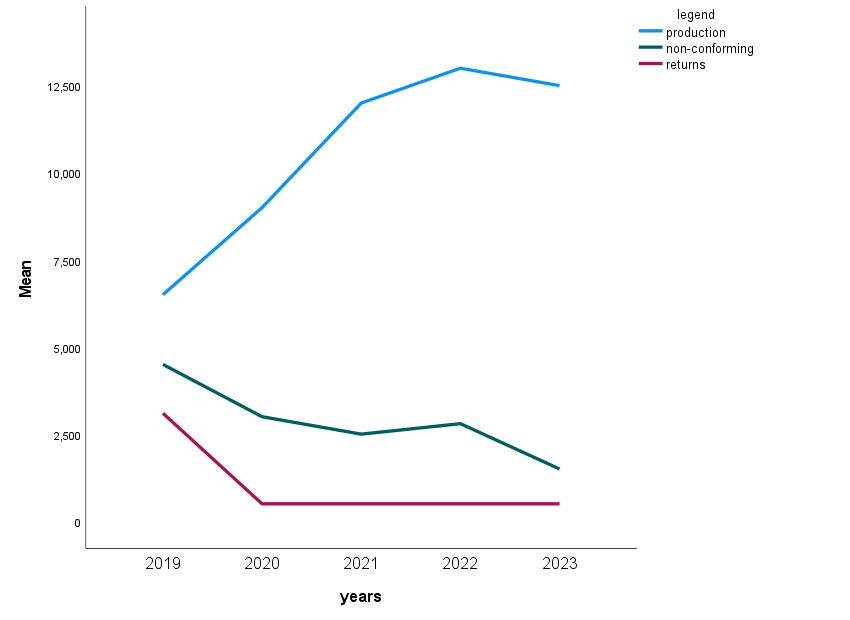 legend
production
non-conforming
returns
12,500
10,000
7,500
5,000
2,500
0
Mean
2019 2020 2021 2022 2023
years